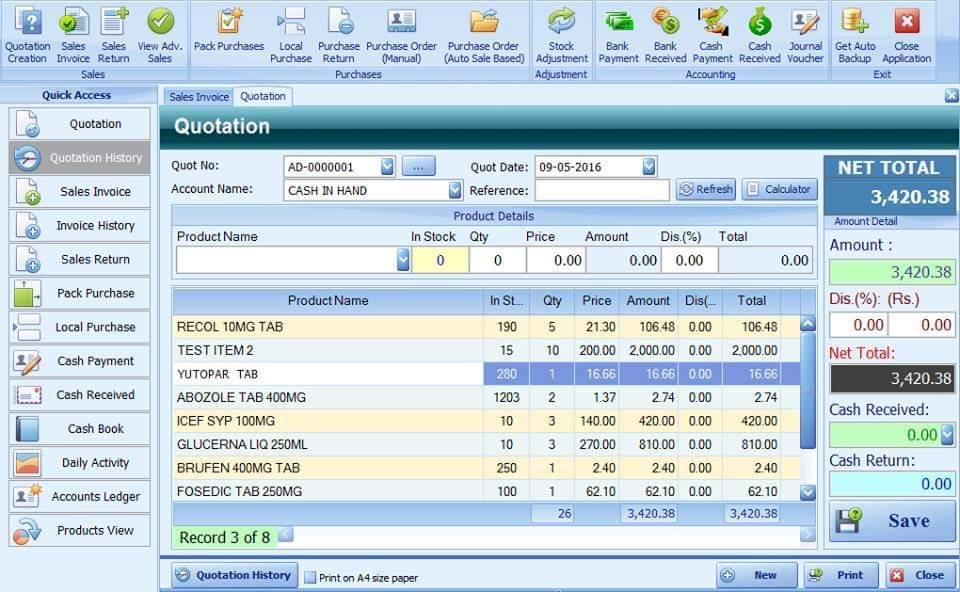 Quotation Creation
Sales Invoice
Sales Return
View Adv. Sales
Sales
Pack Purchases
Local Purchase
Purchase Return
Purchase Order (Manual)
Purchase Order (Auto Sale Based)
Purchases
Stock Adjustment
Adjustment
Bank Payment
Bank Received
Cash Payment
Cash Received
Journal Voucher
Accounting
Get Auto Backup
Close Application
Exit
Quick Access
Quotation
Quotation History
Sales Invoice
Invoice History
Sales Return
Pack Purchase
Local Purchase
Cash Payment
Cash Received
Cash Book
Daily Activity
Accounts Ledger
Products View
Sales Invoice Quotation
Quotation
Quot No: AD-0000001 ... Quot Date: 09-05-2016
Account Name: CASH IN HAND Reference: Refresh Calculator
Product Details
Product Name In Stock Qty Price Amount Dis.(%) Total
0 0 0.00 0.00 0.00 0.00
Product Name In St... Qty Price Amount Dis(... Total
RECOL 10MG TAB 190 5 21.30 106.48 0.00 106.48
TEST ITEM 2 15 10 200.00 2,000.00 0.00 2,000.00
YUTOPAR TAB 280 1 16.66 16.66 0.00 16.66
ABOZOLE TAB 400MG 1203 2 1.37 2.74 0.00 2.74
ICEF SYP 100MG 10 3 140.00 420.00 0.00 420.00
GLUCERNA LIQ 250ML 10 3 270.00 810.00 0.00 810.00
BRUFEN 400MG TAB 250 1 2.40 2.40 0.00 2.40
FOSEDIC TAB 250MG 100 1 62.10 62.10 0.00 62.10
26 3,420.38 3,420.38
Record 3 of 8
NET TOTAL
3,420.38
Amount Detail
Amount :
3,420.38
Dis.(%): (Rs.)
0.00 0.00
Net Total:
3,420.38
Cash Received:
0.00
Cash Return:
0.00
Save
Quotation History Print on A4 size paper New Print Close